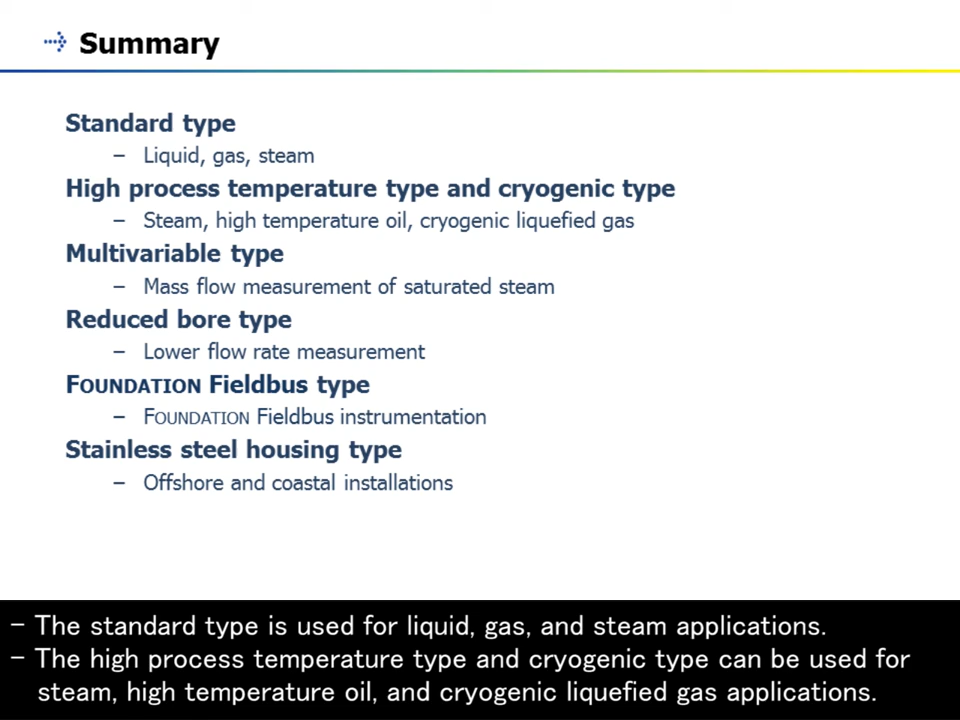 Summary
Standard type
– Liquid, gas, steam
High process temperature type and cryogenic type
– Steam, high temperature oil, cryogenic liquefied gas
Multivariable type
– Mass flow measurement of saturated steam
Reduced bore type
– Lower flow rate measurement
FOUNDATION Fieldbus type
– FOUNDATION Fieldbus instrumentation
Stainless steel housing type
– Offshore and coastal installations
– The standard type is used for liquid, gas, and steam applications.
– The high process temperature type and cryogenic type can be used for
steam, high temperature oil, and cryogenic liquefied gas applications.